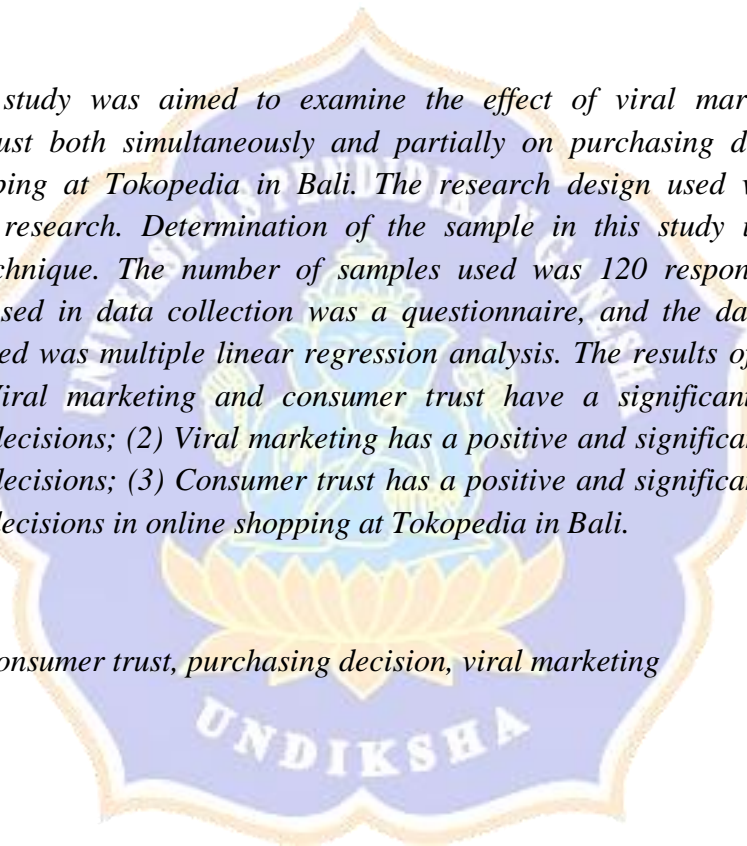 study was aimed to examine the effect of viral mar
ust both simultaneously and partially on purchasing d
ping at Tokopedia in Bali. The research design used
research. Determination of the sample in this study
chnique. The number of samples used was 120 respon
sed in data collection was a questionnaire, and the da
ed was multiple linear regression analysis. The results of
Viral marketing and consumer trust have a significant
decisions; (2) Viral marketing has a positive and significa
decisions; (3) Consumer trust has a positive and significa
decisions in online shopping at Tokopedia in Bali.
onsumer trust, purchasing decision, viral marketing
UNIVERSITAS PENDIDIKAN GANESH
UNDIKSHA